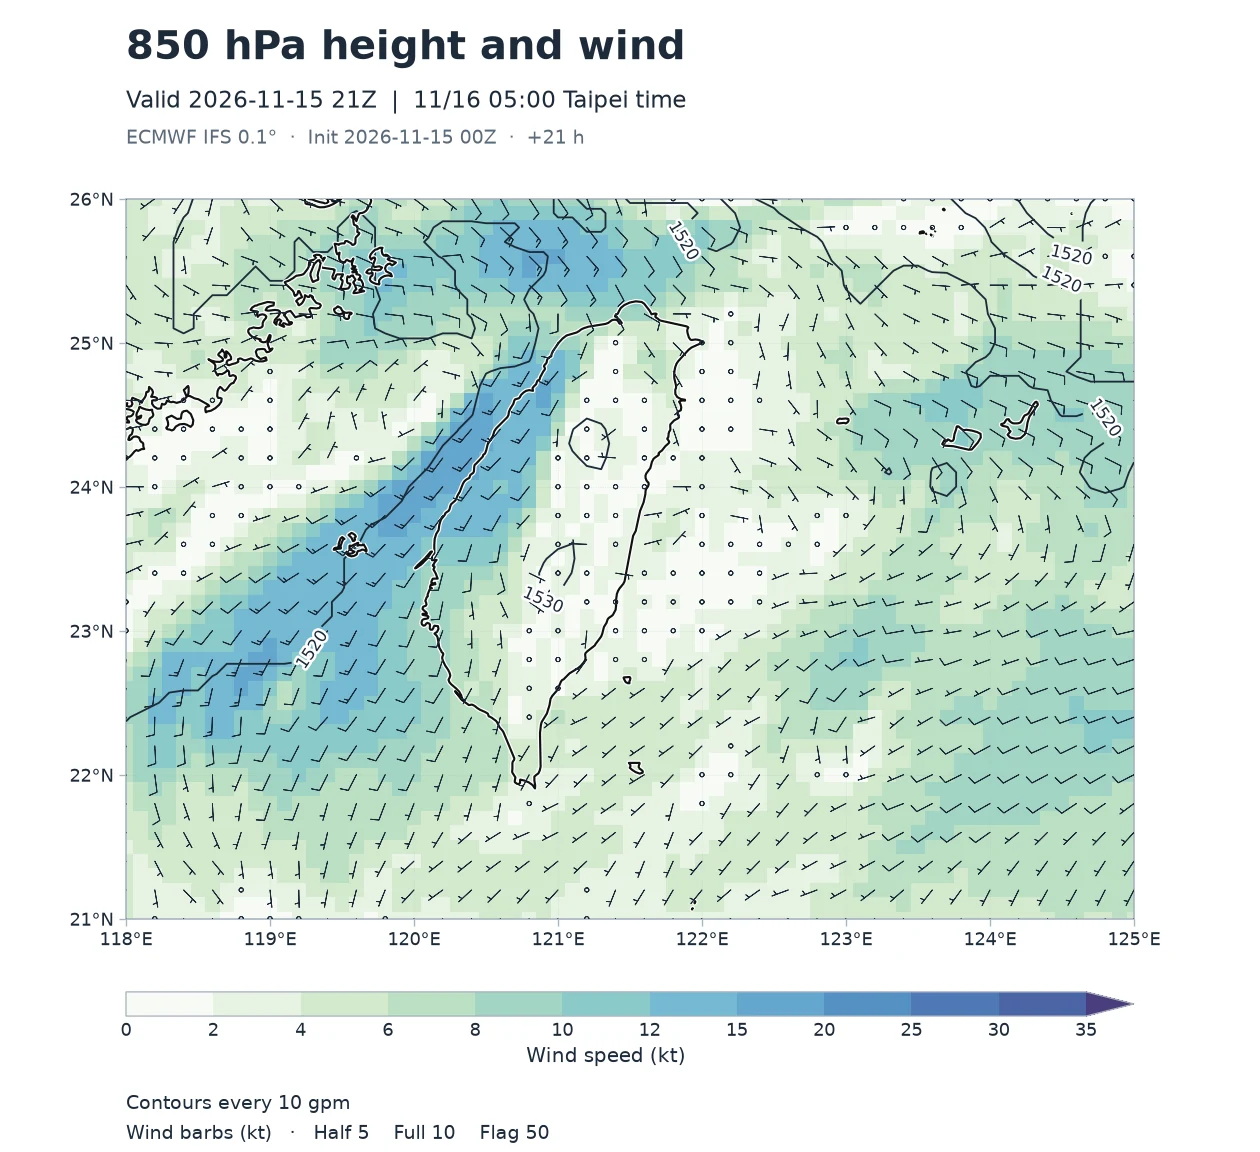 850 hPa height and wind
Valid 2026-11-15 21Z | 11/16 05:00 Taipei time
ECMWF IFS 0.1° · Init 2026-11-15 00Z · +21 h
26°N
1520
1520
1520
25°N
1520
24°N
1530
23°N
1520
22°N
21°N
118°E 119°E 120°E 121°E 122°E 123°E 124°E 125°E
0 2 4 6 8 10 12 15 20 25 30 35
Wind speed (kt)
Contours every 10 gpm
Wind barbs (kt) · Half 5 Full 10 Flag 50